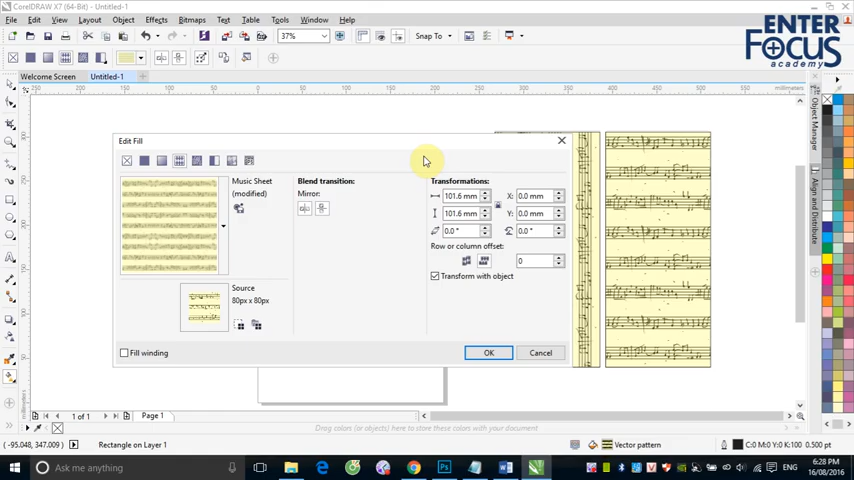 CorelDRAW X7 (64-Bit) - Untitled-1
File Edit View Layout Object Effects Bitmaps Text Table Tools Window Help
37% Snap To
ENTER
FOCUS
academy
Welcome Screen Untitled-1
millimeters
Edit Fill
Music Sheet
(modified)
Blend transition:
Mirror:
Transformations:
101.6 mm X: 0.0 mm
101.6 mm Y: 0.0 mm
0.0 ° 0.0 °
Row or column offset:
0
Transform with object
Source
80px x 80px
Fill winding
OK Cancel
Object Manager
Align and Distribute
1 of 1 Page 1
Drag colors (or objects) here to store these colors with your document
(-95.048, 347.009) Rectangle on Layer 1 Vector pattern C:0 M:0 Y:0 K:100 0.500 pt
Ask me anything
ENG
6:28 PM
16/08/2016